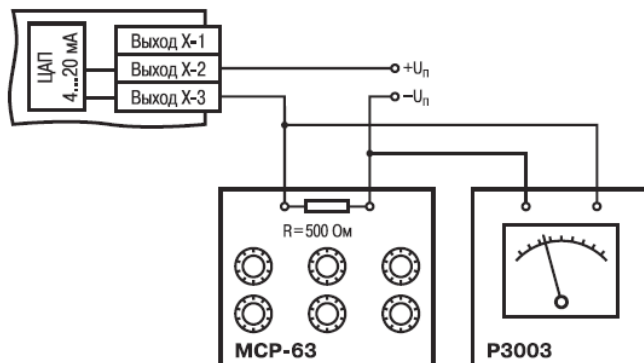 ЦАП
4...20 мА
Выход X-1
Выход X-2
Выход X-3
+Uп
−Uп
R=500 Ом
МСР-63
Р3003